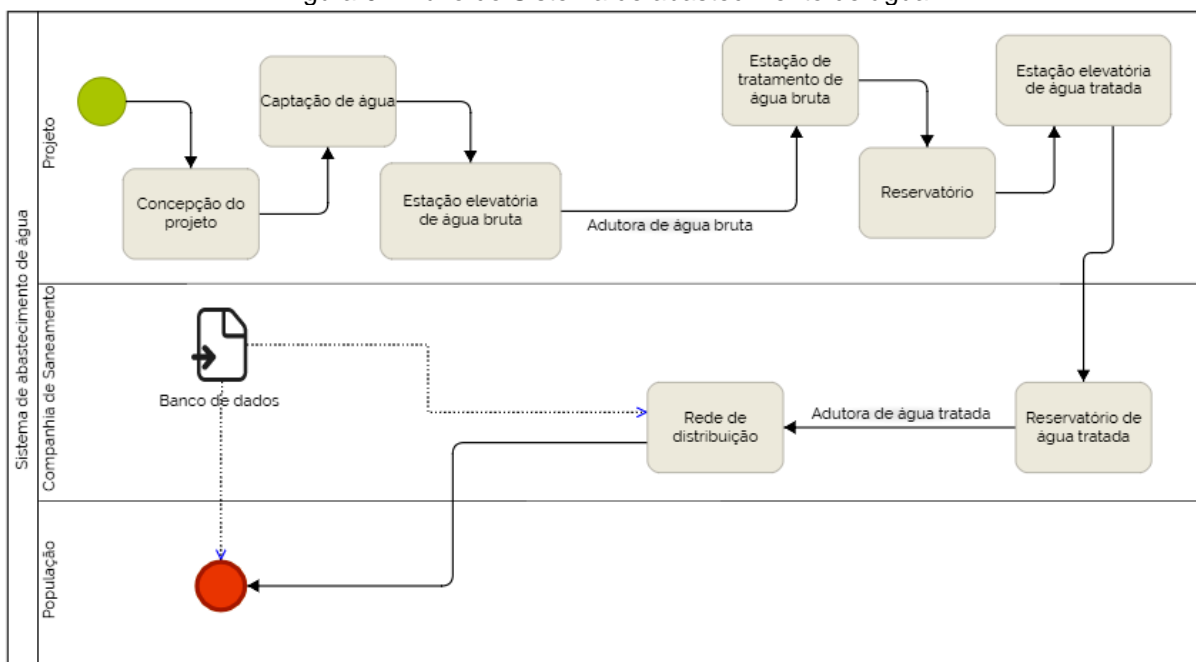 Sistema de abastecimento de água
Projeto
Captação de água
Estação de
tratamento de
água bruta
Estação elevatória
de água tratada
Concepção do
projeto
Estação elevatória
de água bruta
Adutora de água bruta
Reservatório
Companhia de Saneamento
Banco de dados
Rede de
distribuição
Adutora de água tratada
Reservatório de
água tratada
População